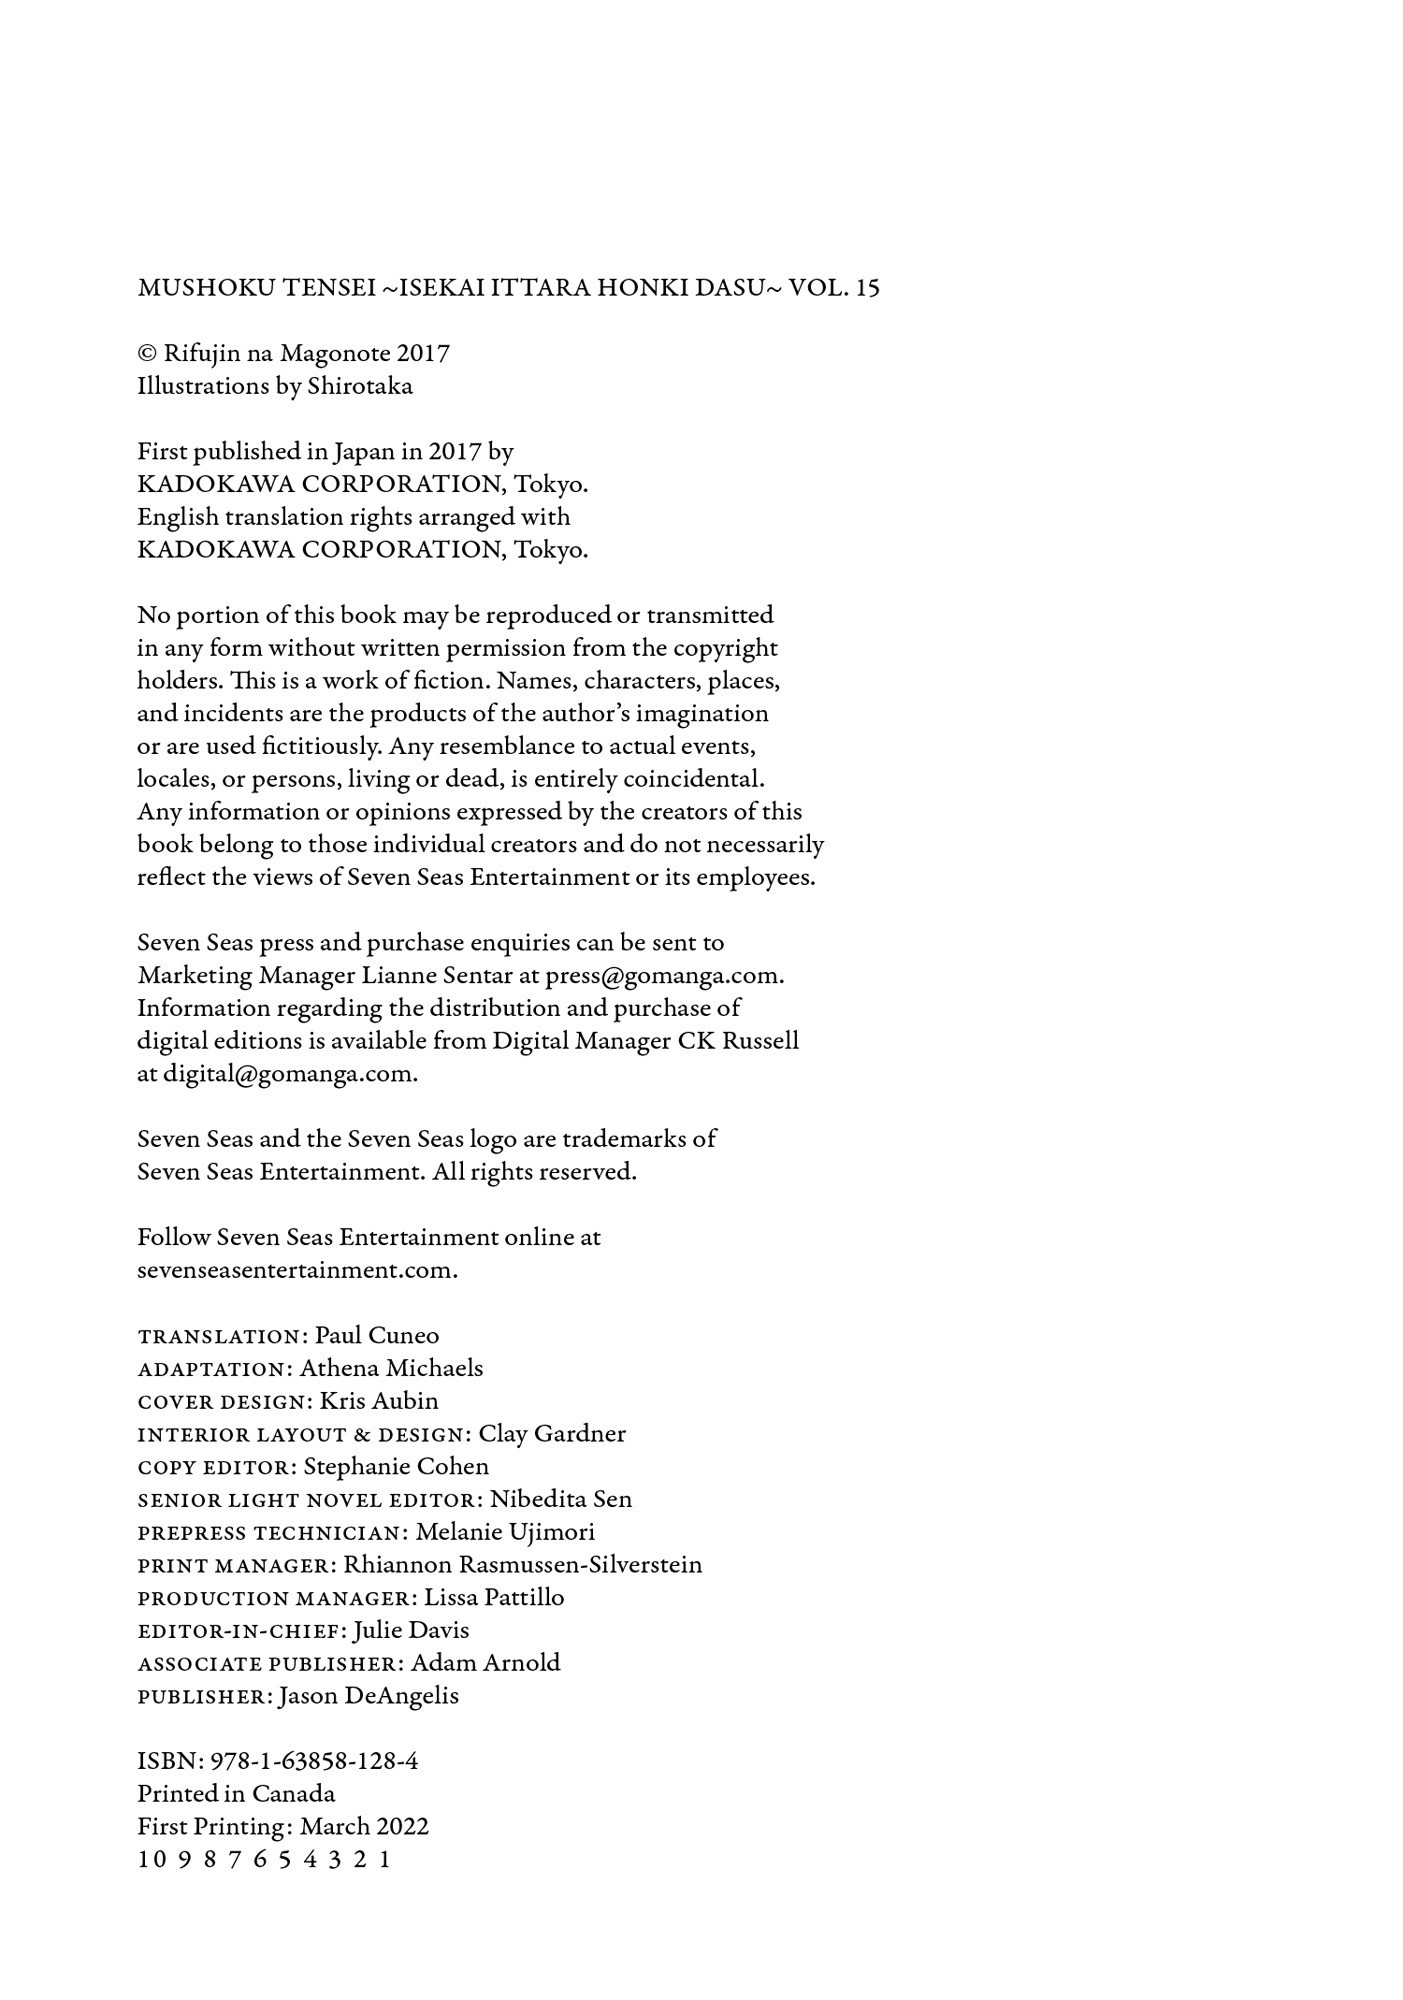 MUSHOKU TENSEI ~ISEKAI ITTARA HONKI DASU~ VOL. 15
© Rifujin na Magonote 2017
Illustrations by Shirotaka
First published in Japan in 2017 by
KADOKAWA CORPORATION, Tokyo.
English translation rights arranged with
KADOKAWA CORPORATION, Tokyo.
No portion of this book may be reproduced or transmitted
in any form without written permission from the copyright
holders. This is a work of fiction. Names, characters, places,
and incidents are the products of the author’s imagination
or are used fictitiously. Any resemblance to actual events,
locales, or persons, living or dead, is entirely coincidental.
Any information or opinions expressed by the creators of this
book belong to those individual creators and do not necessarily
reflect the views of Seven Seas Entertainment or its employees.
Seven Seas press and purchase enquiries can be sent to
Marketing Manager Lianne Sentar at press@gomanga.com.
Information regarding the distribution and purchase of
digital editions is available from Digital Manager CK Russell
at digital@gomanga.com.
Seven Seas and the Seven Seas logo are trademarks of
Seven Seas Entertainment. All rights reserved.
Follow Seven Seas Entertainment online at
sevenseasentertainment.com.
TRANSLATION: Paul Cuneo
ADAPTATION: Athena Michaels
COVER DESIGN: Kris Aubin
INTERIOR LAYOUT & DESIGN: Clay Gardner
COPY EDITOR: Stephanie Cohen
SENIOR LIGHT NOVEL EDITOR: Nibedita Sen
PREPRESS TECHNICIAN: Melanie Ujimori
PRINT MANAGER: Rhiannon Rasmussen-Silverstein
PRODUCTION MANAGER: Lissa Pattillo
EDITOR-IN-CHIEF: Julie Davis
ASSOCIATE PUBLISHER: Adam Arnold
PUBLISHER: Jason DeAngelis
ISBN: 978-1-63858-128-4
Printed in Canada
First Printing: March 2022
10 9 8 7 6 5 4 3 2 1